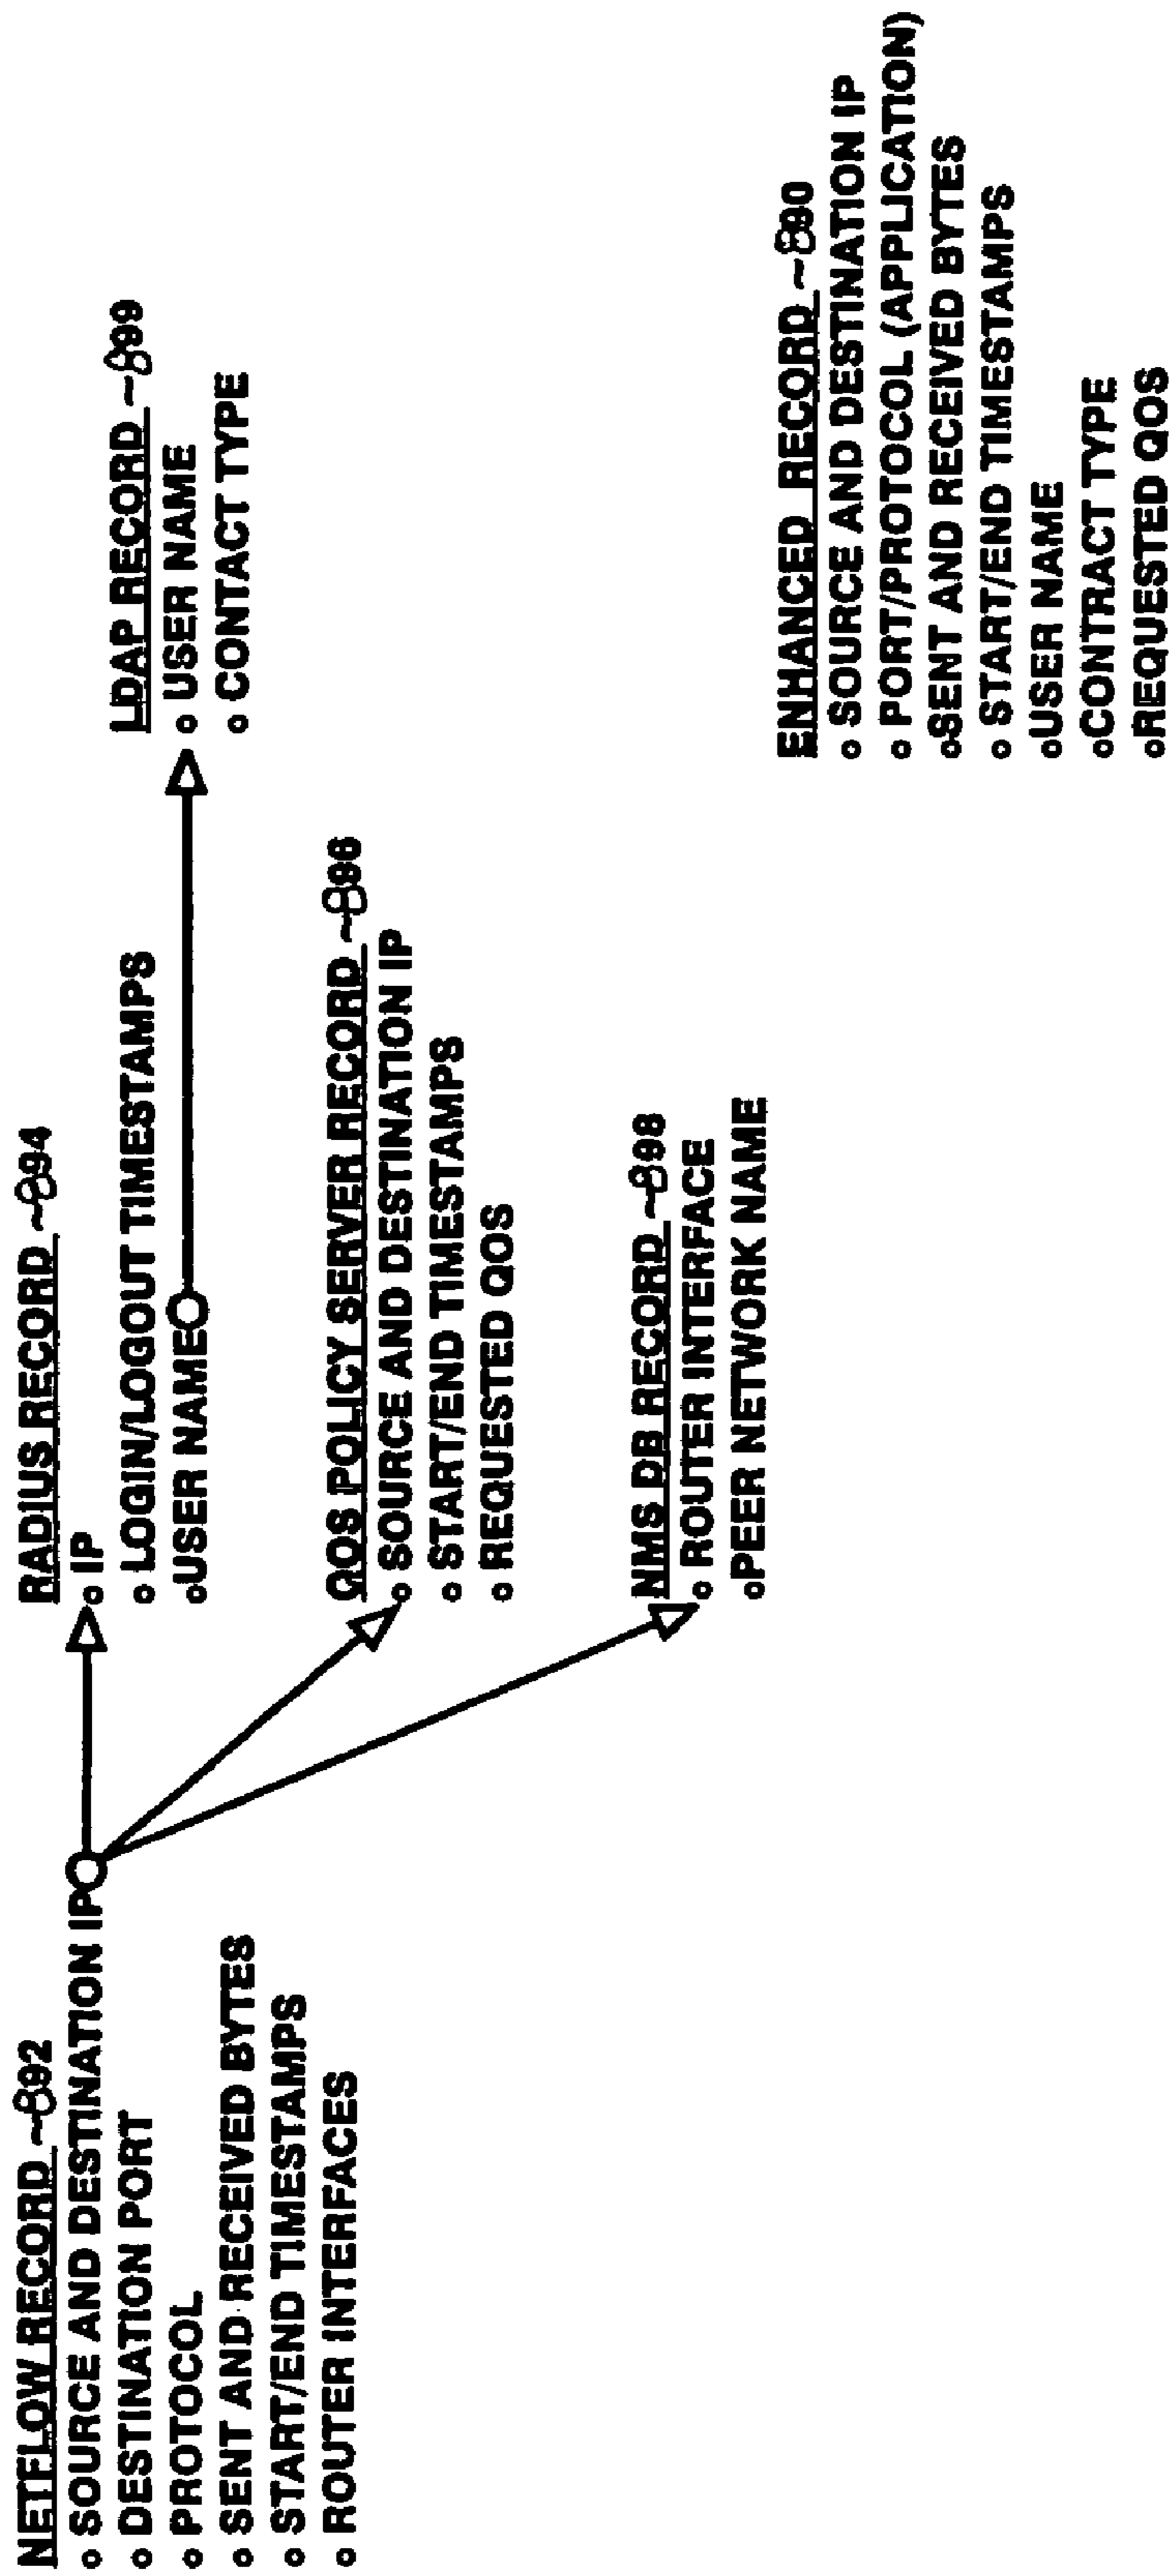 NETFLOW RECORD ~892
o SOURCE AND DESTINATION IP
o DESTINATION PORT
o PROTOCOL
o SENT AND RECEIVED BYTES
o START/END TIMESTAMPS
o ROUTER INTERFACES
RADIUS RECORD ~894
o IP
o LOGIN/LOGOUT TIMESTAMPS
o USER NAME
LDAP RECORD ~899
o USER NAME
o CONTACT TYPE
QOS POLICY SERVER RECORD ~896
o SOURCE AND DESTINATION IP
o START/END TIMESTAMPS
o REQUESTED QOS
NMS DB RECORD ~898
o ROUTER INTERFACE
o PEER NETWORK NAME
ENHANCED RECORD ~890
o SOURCE AND DESTINATION IP
o PORT/PROTOCOL (APPLICATION)
o SENT AND RECEIVED BYTES
o START/END TIMESTAMPS
o USER NAME
o CONTRACT TYPE
o REQUESTED QOS